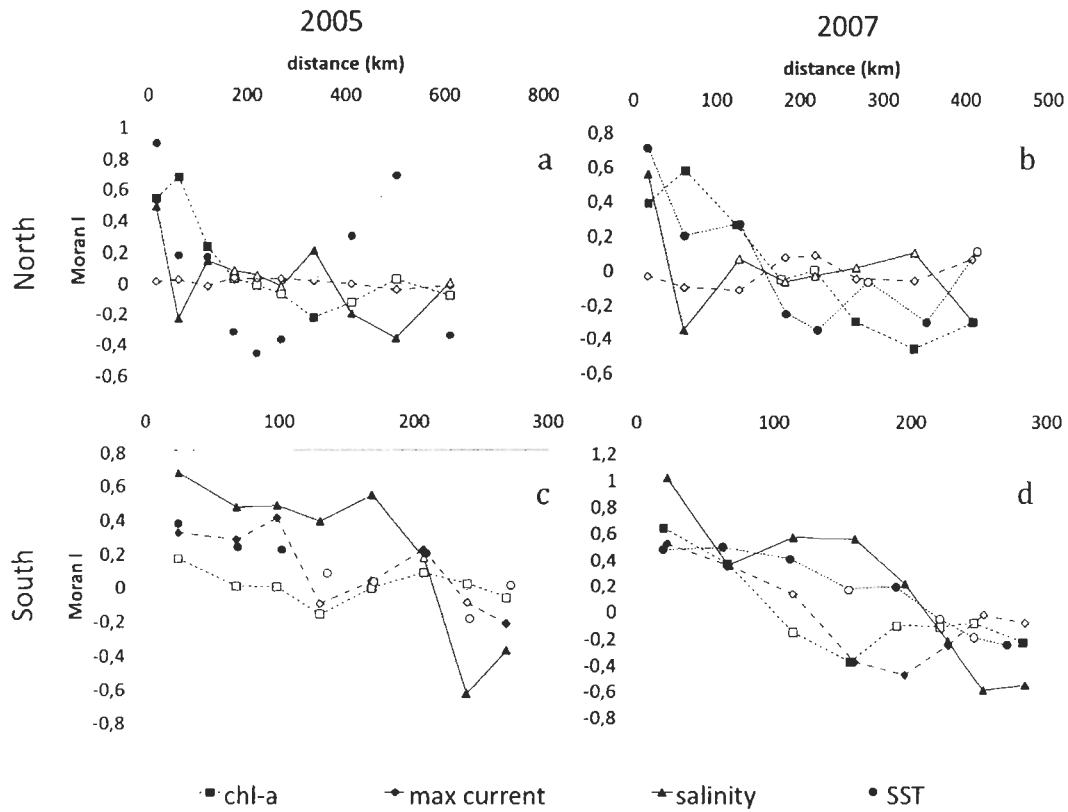 2005
2007
distance (km)
distance (km)
0 200 400 600 800
0 100 200 300 400 500
North
Moran I
1
0,8
0,6
0,4
0,2
0
-0,2
-0,4
-0,6
a
0,8
0,6
0,4
0,2
0
-0,2
-0,4
-0,6
b
0 100 200 300
0 100 200 300
South
Moran I
0,8
0,6
0,4
0,2
0
-0,2
-0,4
-0,6
-0,8
c
1,2
1
0,8
0,6
0,4
0,2
0
-0,2
-0,4
-0,6
-0,8
d
chl-a max current salinity SST